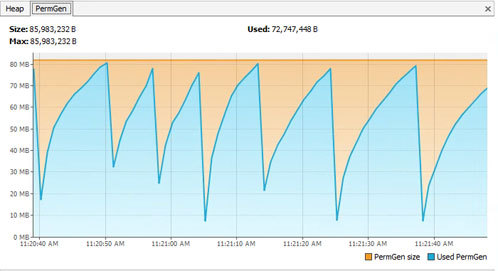 Heap PermGen
Size: 85,983,232 B Used: 72,747,448 B
Max: 85,983,232 B
80 MB
70 MB
60 MB
50 MB
40 MB
30 MB
20 MB
10 MB
0 MB
11:20:40 AM 11:20:50 AM 11:21:00 AM 11:21:10 AM 11:21:20 AM 11:21:30 AM 11:21:40 AM
PermGen size Used PermGen